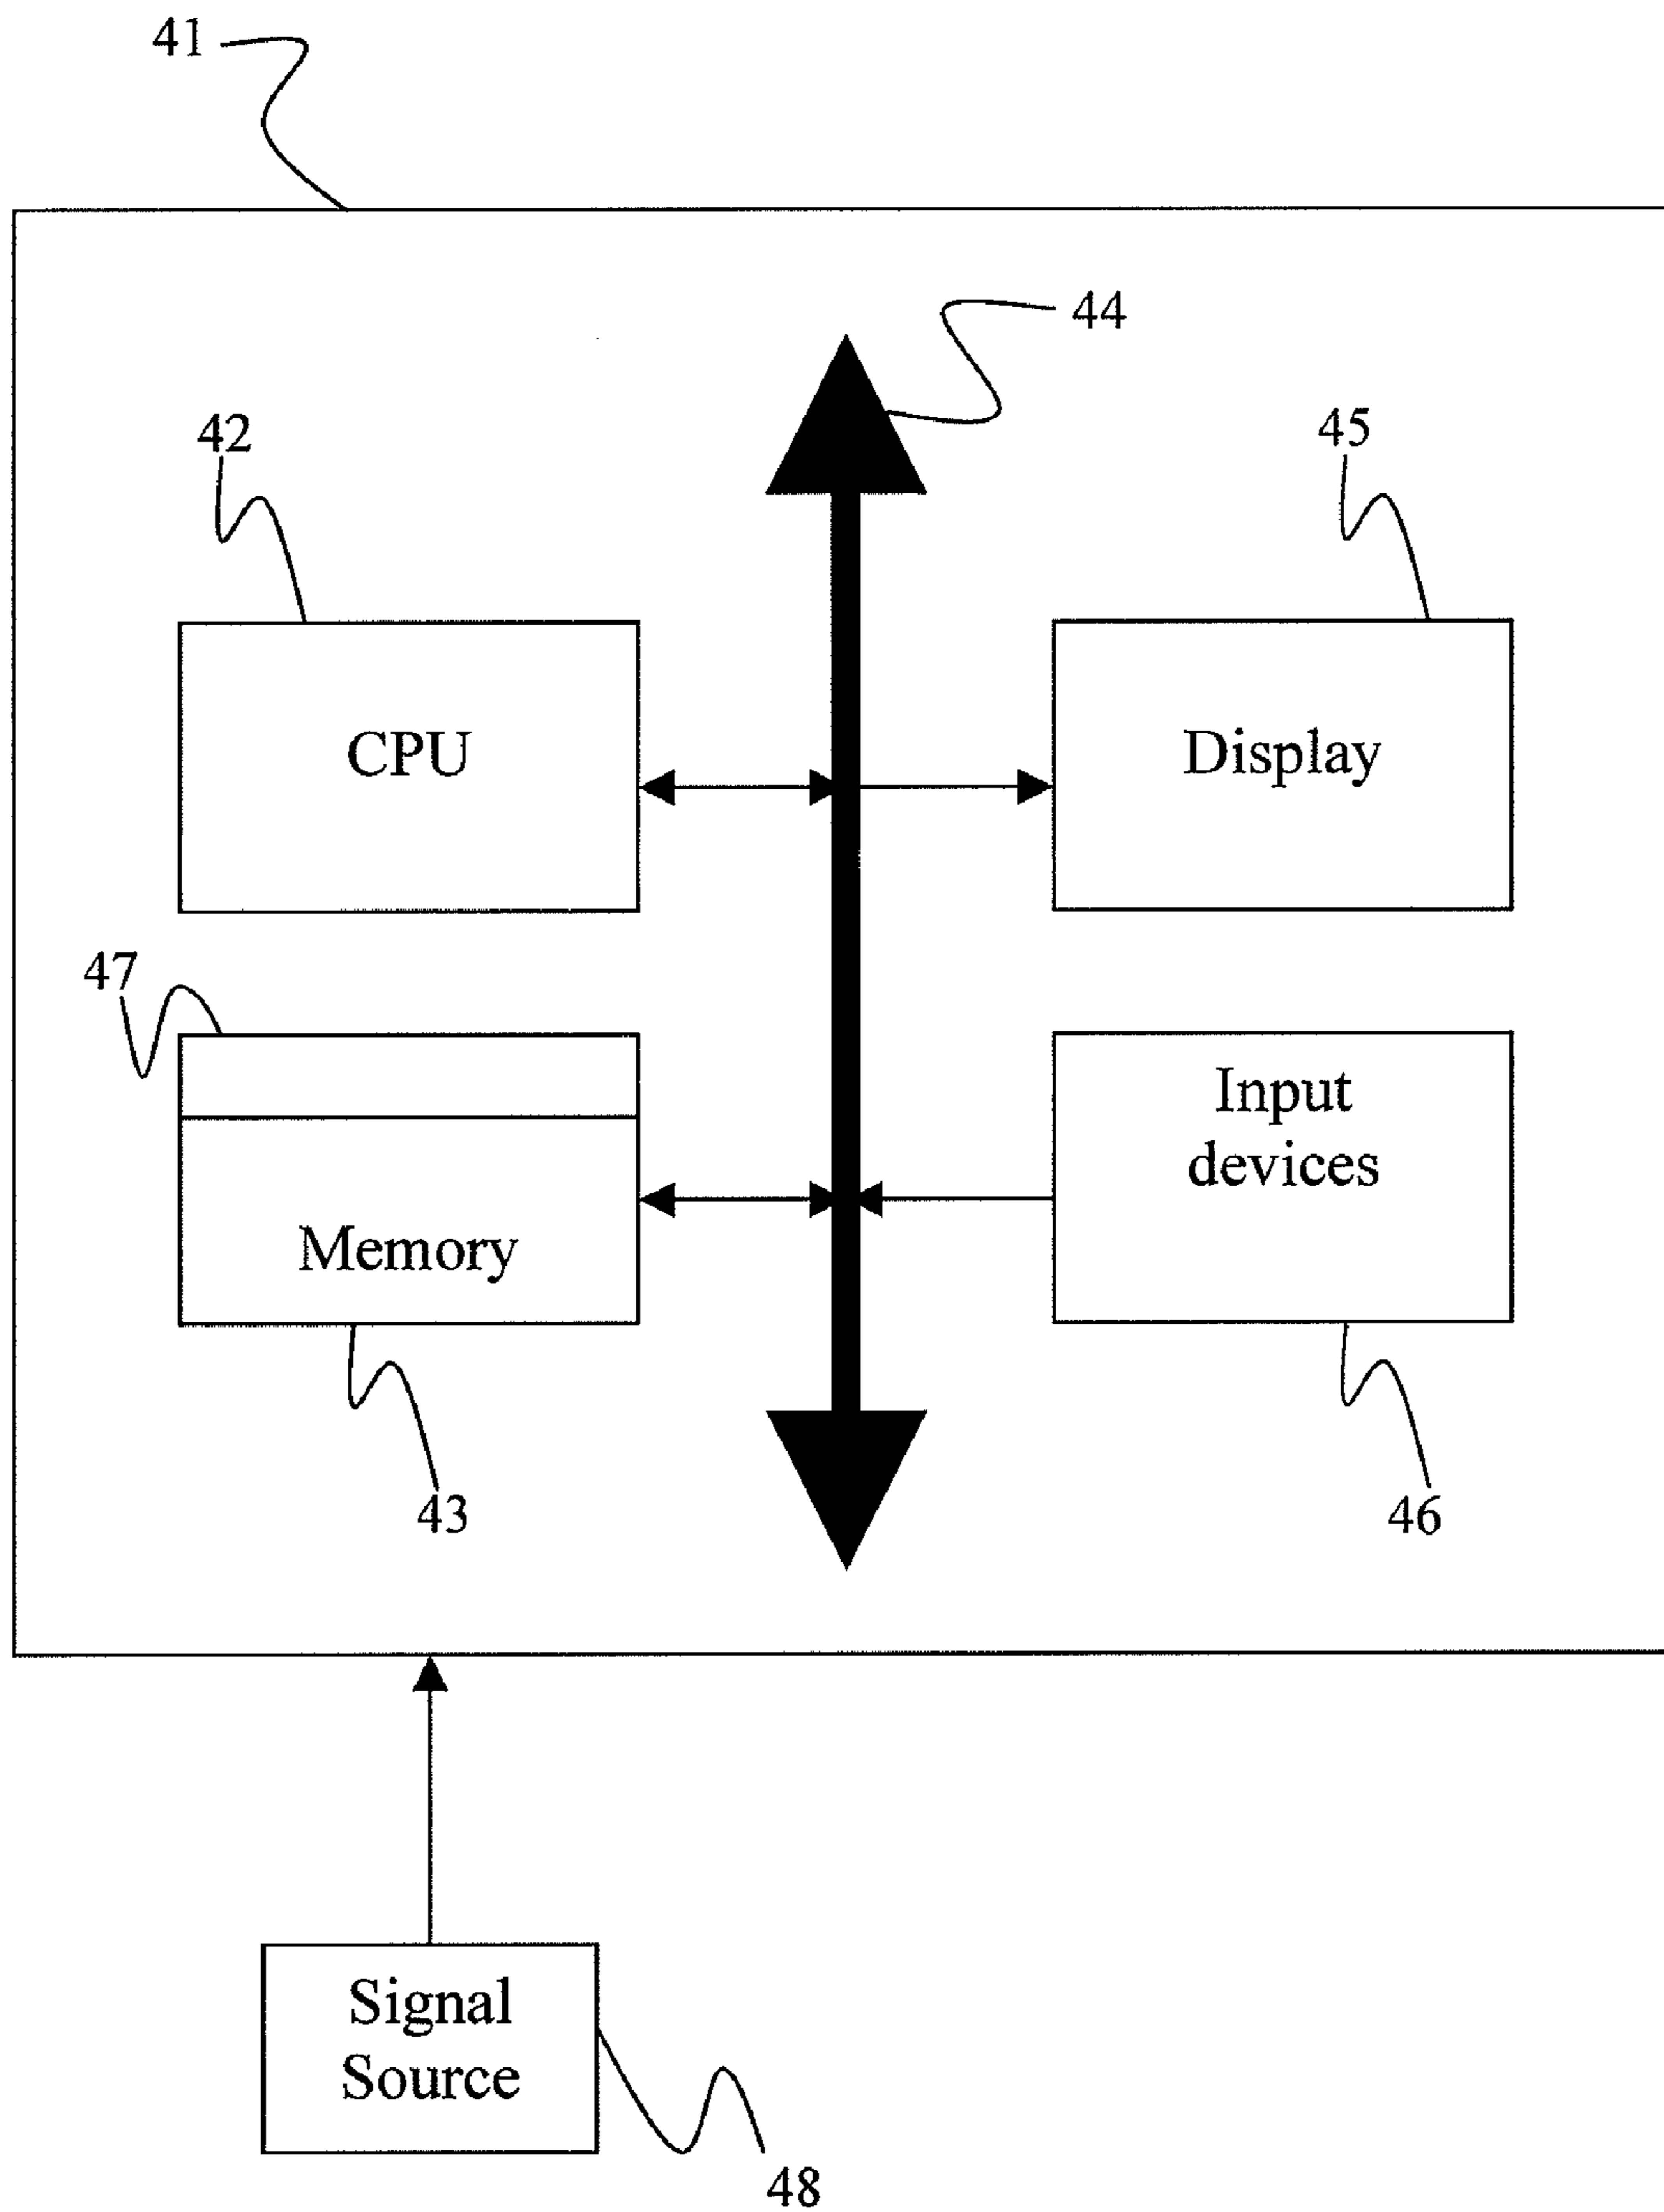 41
44
42
45
CPU
Display
47
Input
devices
Memory
43
46
Signal
Source
48